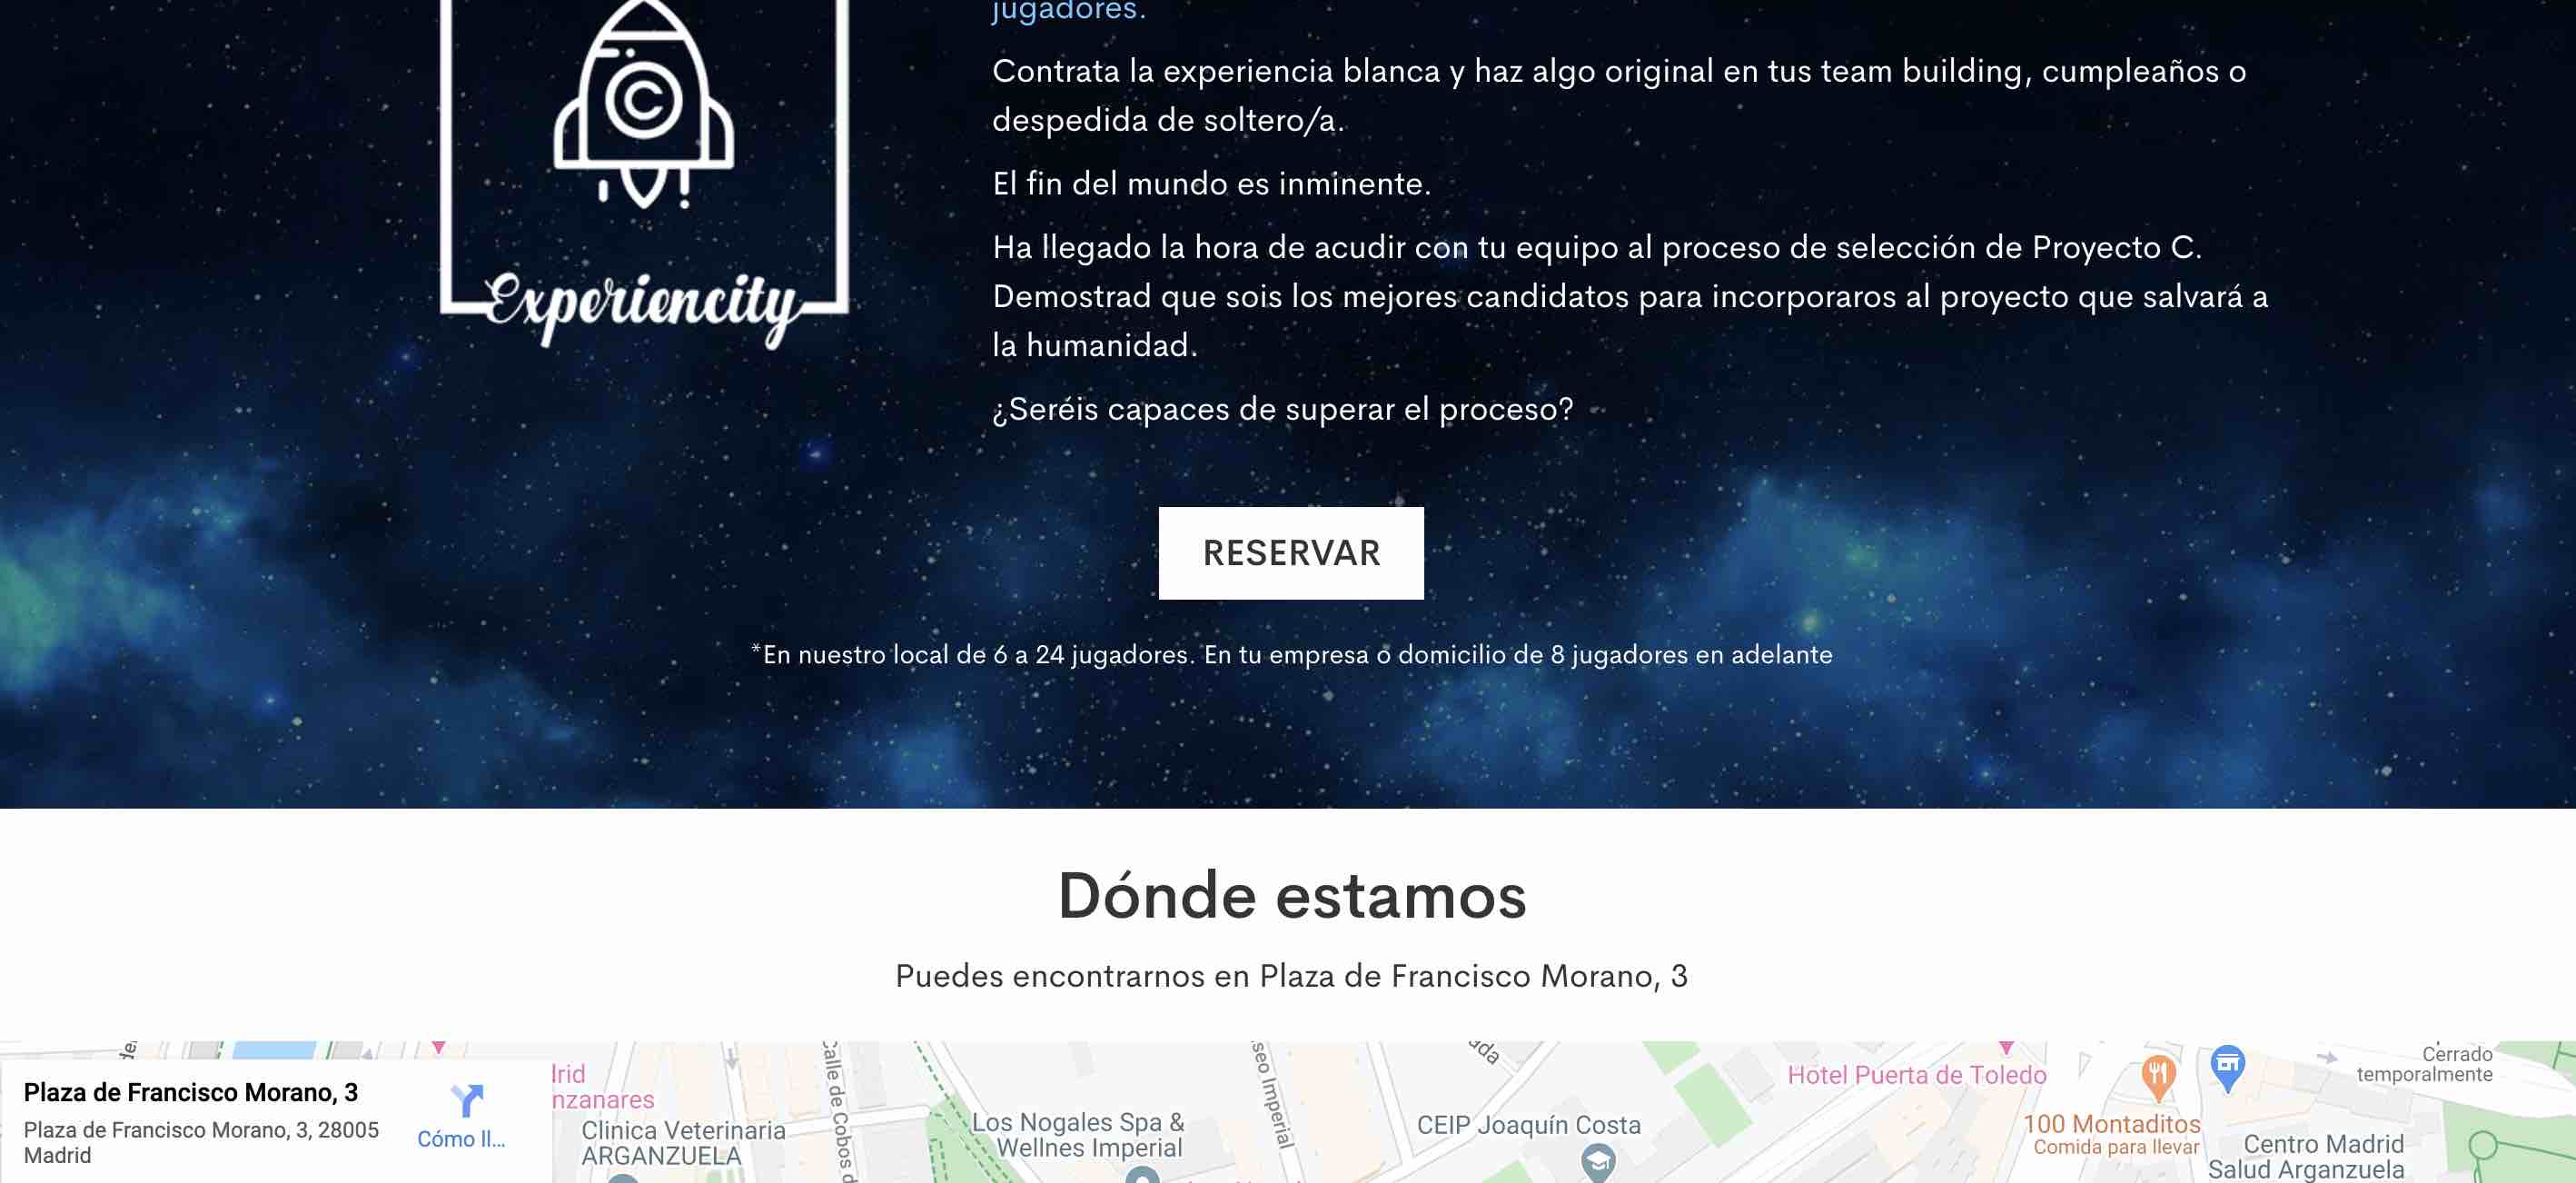 jugadores.
Contrata la experiencia blanca y haz algo original en tus team building, cumpleaños o
despedida de soltero/a.
El fin del mundo es inminente.
Ha llegado la hora de acudir con tu equipo al proceso de selección de Proyecto C.
Demostrad que sois los mejores candidatos para incorporaros al proyecto que salvará a
la humanidad.
¿Seréis capaces de superar el proceso?
C
Experiencity
RESERVAR
*En nuestro local de 6 a 24 jugadores. En tu empresa o domicilio de 8 jugadores en adelante
Dónde estamos
Puedes encontrarnos en Plaza de Francisco Morano, 3
Plaza de Francisco Morano, 3
Plaza de Francisco Morano, 3, 28005
Madrid
Cómo ll...
drid
nzanares
Clinica Veterinaria
ARGANZUELA
Calle de Cobos d
Los Nogales Spa &
Wellnes Imperial
seo Imperial
CEIP Joaquín Costa
Hotel Puerta de Toledo
100 Montaditos
Comida para llevar
Cerrado
temporalmente
Centro Madrid
Salud Arganzuela